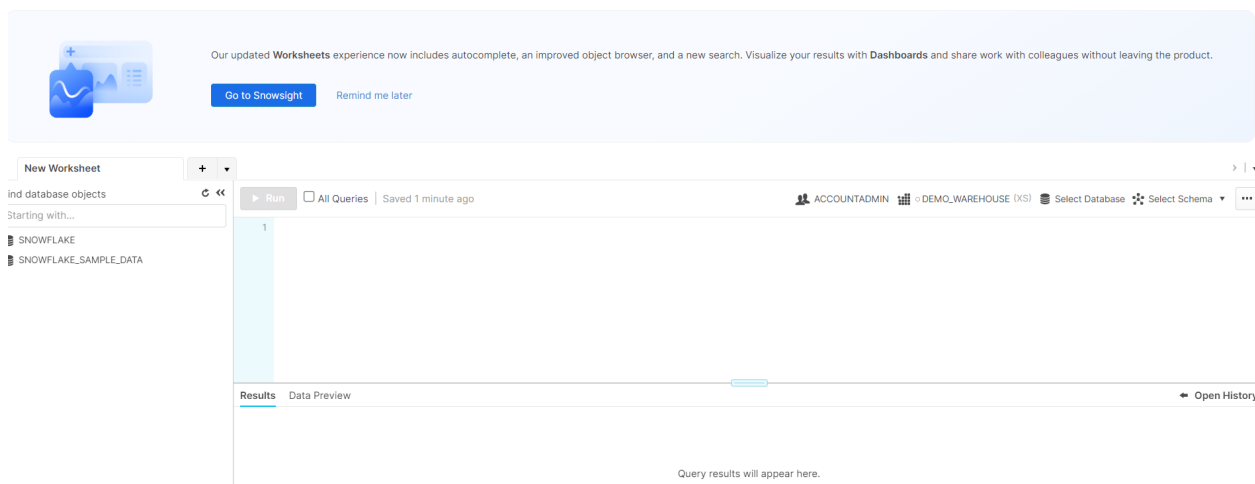 Our updated Worksheets experience now includes autocomplete, an improved object browser, and a new search. Visualize your results with Dashboards and share work with colleagues without leaving the product.
Go to Snowsight Remind me later
New Worksheet +
ind database objects
Run All Queries | Saved 1 minute ago ACCOUNTADMIN DEMO_WAREHOUSE (XS) Select Database Select Schema ...
Starting with...
1
SNOWFLAKE
SNOWFLAKE_SAMPLE_DATA
Results Data Preview Open History
Query results will appear here.